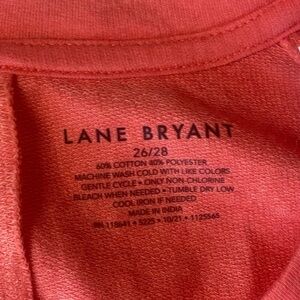 LANE BRYANT
26/28
60% COTTON 40% POLYESTER
MACHINE WASH COLD WITH LIKE COLORS
GENTLE CYCLE • ONLY NON-CHLORINE
BLEACH WHEN NEEDED • TUMBLE DRY LOW
COOL IRON IF NEEDED
MADE IN INDIA
118641 • 5225 • 10/21 • 1125565